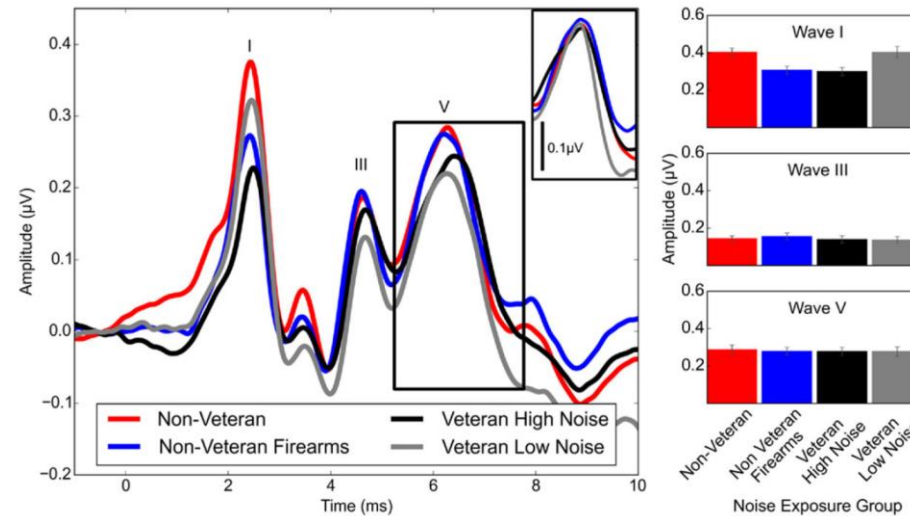 0.4
0.3
0.2
0.1
0.0
−0.1
−0.2
Amplitude (μV)
I
III
V
0.1μV
Non-Veteran
Non-Veteran Firearms
Veteran High Noise
Veteran Low Noise
0
2
4
6
8
10
Time (ms)
0.6
0.4
0.2
Wave I
0.6
0.4
0.2
Wave III
Amplitude (μV)
0.6
0.4
0.2
Wave V
Non-Veteran
Non Veteran
Firearms
Veteran
High Noise
Veteran
Low Noise
Noise Exposure Group